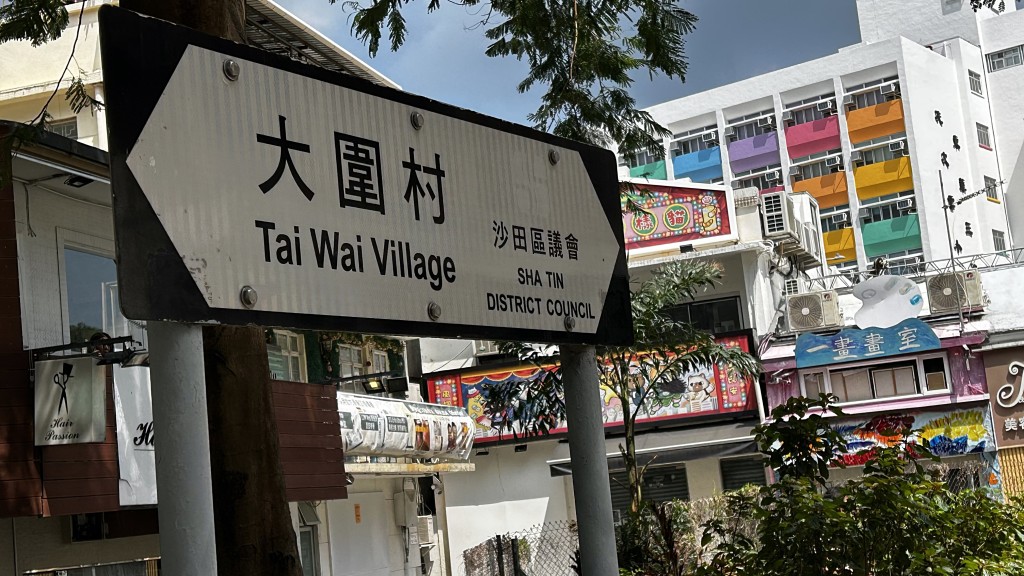 大圍村
Tai Wai Village
沙田區議會
SHA TIN
DISTRICT COUNCIL
Hair
Passion
畫畫室